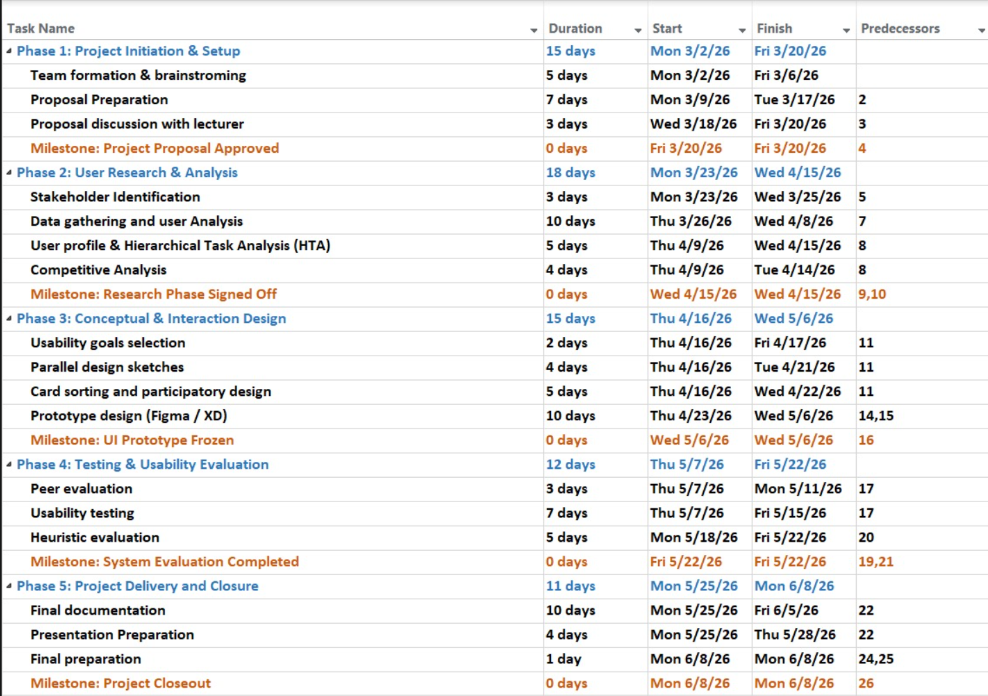 Task Name Duration Start Finish Predecessors
Phase 1: Project Initiation & Setup 15 days Mon 3/2/26 Fri 3/20/26
Team formation & brainstroming 5 days Mon 3/2/26 Fri 3/6/26
Proposal Preparation 7 days Mon 3/9/26 Tue 3/17/26 2
Proposal discussion with lecturer 3 days Wed 3/18/26 Fri 3/20/26 3
Milestone: Project Proposal Approved 0 days Fri 3/20/26 Fri 3/20/26 4
Phase 2: User Research & Analysis 18 days Mon 3/23/26 Wed 4/15/26
Stakeholder Identification 3 days Mon 3/23/26 Wed 3/25/26 5
Data gathering and user Analysis 10 days Thu 3/26/26 Wed 4/8/26 7
User profile & Hierarchical Task Analysis (HTA) 5 days Thu 4/9/26 Wed 4/15/26 8
Competitive Analysis 4 days Thu 4/9/26 Tue 4/14/26 8
Milestone: Research Phase Signed Off 0 days Wed 4/15/26 Wed 4/15/26 9,10
Phase 3: Conceptual & Interaction Design 15 days Thu 4/16/26 Wed 5/6/26
Usability goals selection 2 days Thu 4/16/26 Fri 4/17/26 11
Parallel design sketches 4 days Thu 4/16/26 Tue 4/21/26 11
Card sorting and participatory design 5 days Thu 4/16/26 Wed 4/22/26 11
Prototype design (Figma / XD) 10 days Thu 4/23/26 Wed 5/6/26 14,15
Milestone: UI Prototype Frozen 0 days Wed 5/6/26 Wed 5/6/26 16
Phase 4: Testing & Usability Evaluation 12 days Thu 5/7/26 Fri 5/22/26
Peer evaluation 3 days Thu 5/7/26 Mon 5/11/26 17
Usability testing 7 days Thu 5/7/26 Fri 5/15/26 17
Heuristic evaluation 5 days Mon 5/18/26 Fri 5/22/26 20
Milestone: System Evaluation Completed 0 days Fri 5/22/26 Fri 5/22/26 19,21
Phase 5: Project Delivery and Closure 11 days Mon 5/25/26 Mon 6/8/26
Final documentation 10 days Mon 5/25/26 Fri 6/5/26 22
Presentation Preparation 4 days Mon 5/25/26 Thu 5/28/26 22
Final preparation 1 day Mon 6/8/26 Mon 6/8/26 24,25
Milestone: Project Closeout 0 days Mon 6/8/26 Mon 6/8/26 26